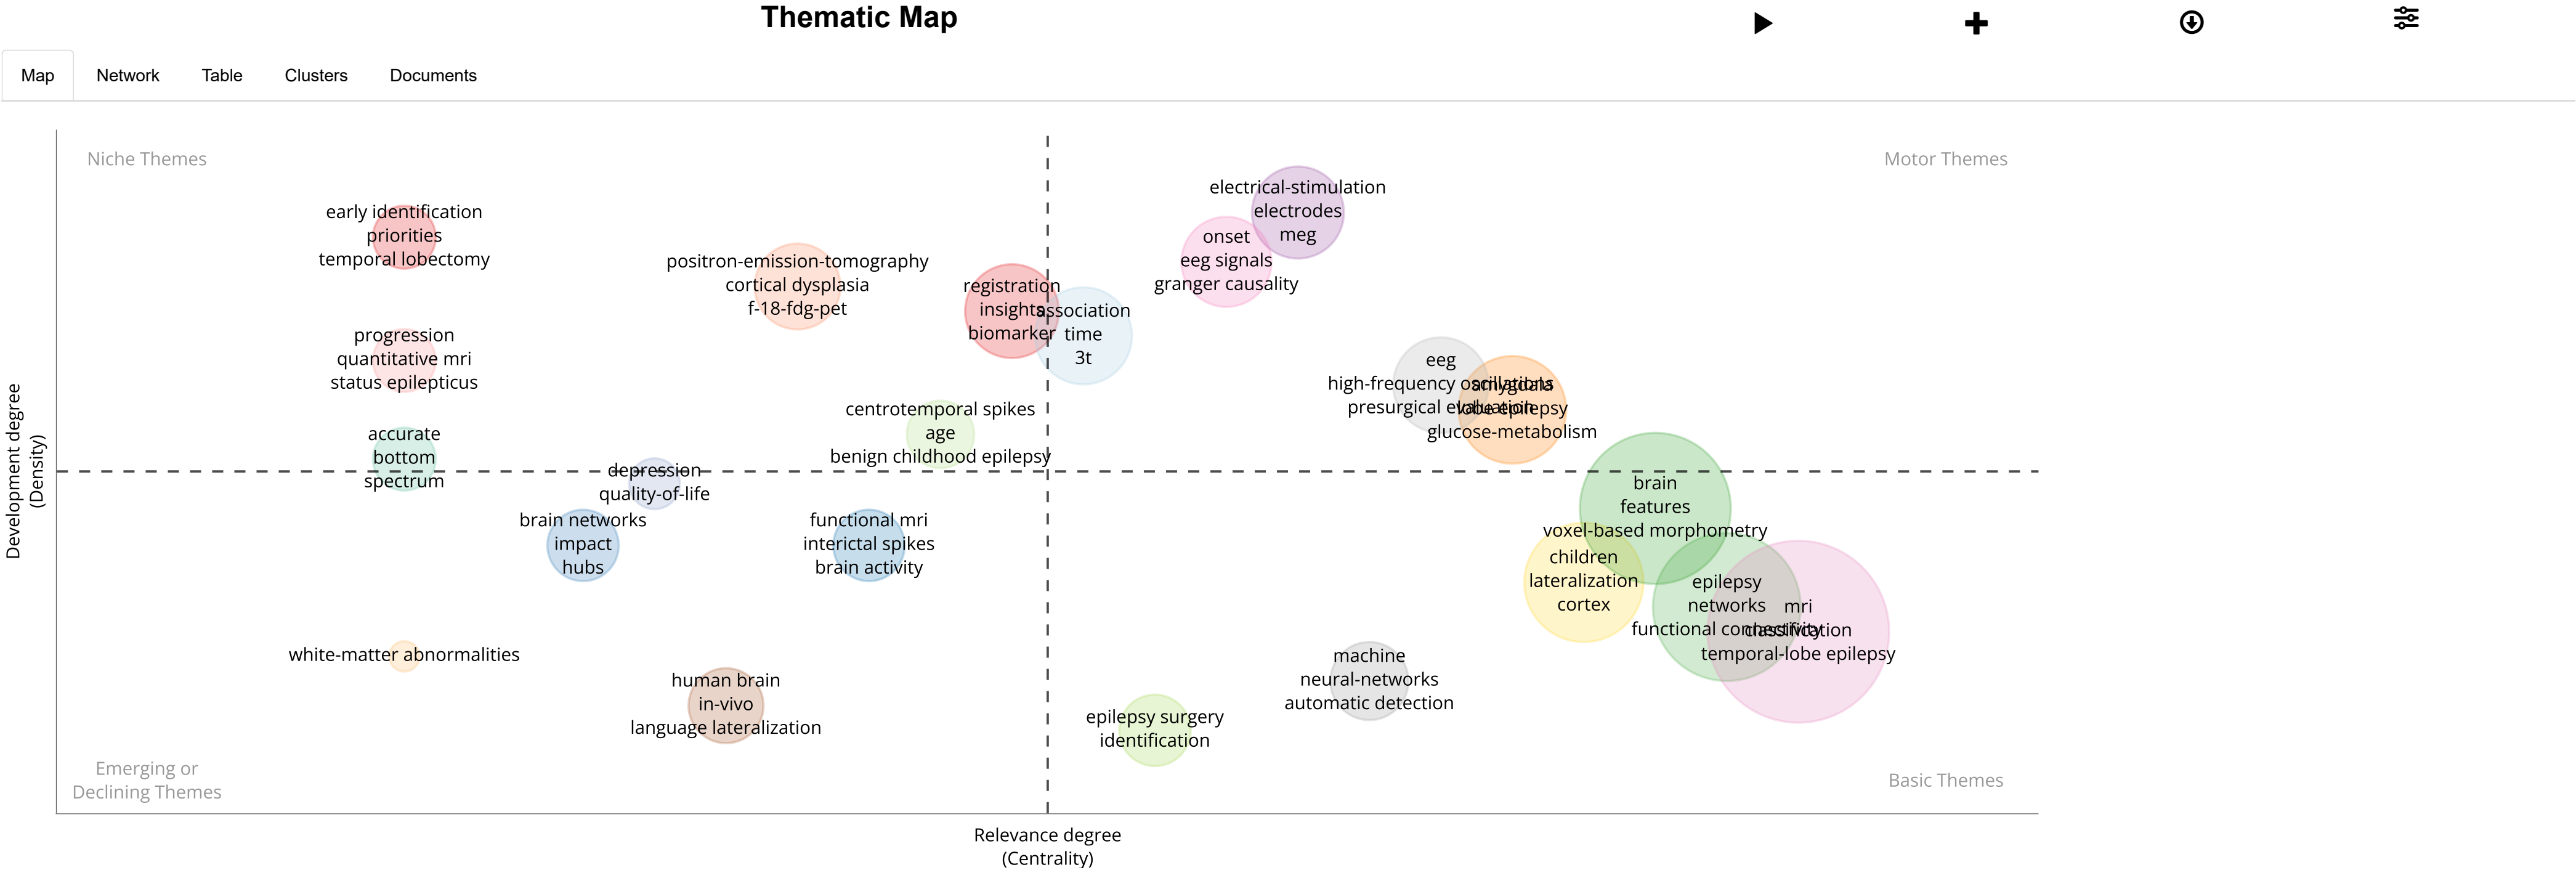 Thematic Map
Map
Network
Table
Clusters
Documents
Niche Themes
Motor Themes
early identification
priorities
temporal lobectomy
electrical-stimulation
electrodes
meg
onset
eeg signals
granger causality
positron-emission-tomography
cortical dysplasia
f-18-fdg-pet
registration
insights
biomarker
association
time
3t
progression
quantitative mri
status epilepticus
eeg
high-frequency oscillations
presurgical evaluation
amygdala
lobe epilepsy
glucose-metabolism
centrotemporal spikes
age
benign childhood epilepsy
accurate
bottom
spectrum
depression
quality-of-life
brain networks
impact
hubs
functional mri
interictal spikes
brain activity
brain
features
voxel-based morphometry
children
lateralization
cortex
epilepsy
networks
functional connectivity
mri
classification
temporal-lobe epilepsy
white-matter abnormalities
human brain
in-vivo
language lateralization
machine
neural-networks
automatic detection
epilepsy surgery
identification
Emerging or
Declining Themes
Basic Themes
Development degree
(Density)
Relevance degree
(Centrality)